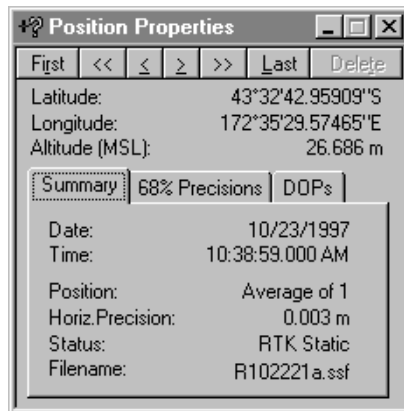 Position Properties
First << < > >> Last Delete
Latitude: 43°32'42.95909"S
Longitude: 172°35'29.57465"E
Altitude (MSL): 26.686 m
Summary 68% Precisions DOPs
Date: 10/23/1997
Time: 10:38:59.000 AM
Position: Average of 1
Horiz.Precision: 0.003 m
Status: RTK Static
Filename: R102221a.ssf